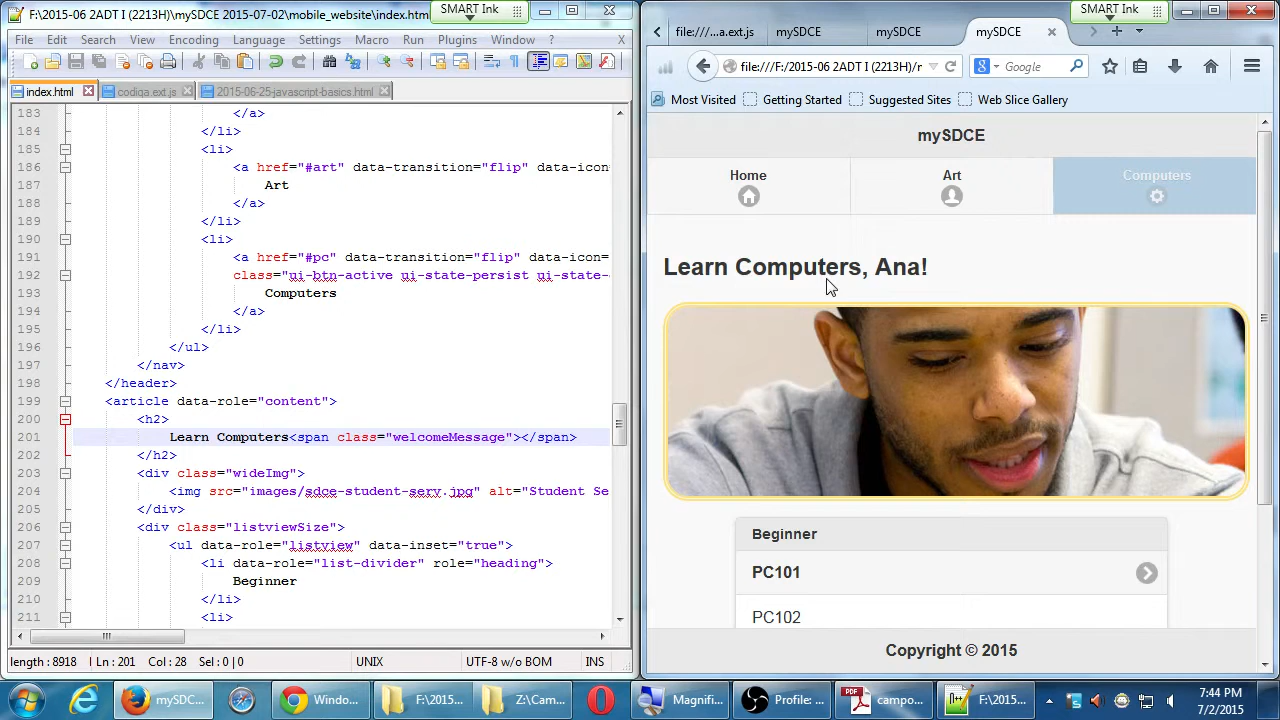 F:\2015-06 2ADT I (2213H)\mySDCE 2015-07-02\mobile_website\index.html
SMART Ink
File Edit Search View Encoding Language Settings Macro Run Plugins Window ? X
index.html
codiqa.ext.js
2015-06-25-javascript-basics.html
183 </a>
184 </li>
185 <li>
186 <a href="#art" data-transition="flip" data-icon
187 Art
188 </a>
189 </li>
190 <li>
191 <a href="#pc" data-transition="flip" data-icon=
192 class="ui-btn-active ui-state-persist ui-state-
193 Computers
194 </a>
195 </li>
196 </ul>
197 </nav>
198 </header>
199 <article data-role="content">
200 <h2>
201 Learn Computers<span class="welcomeMessage"></span>
202 </h2>
203 <div class="wideImg">
204 <img src="images/sdce-student-serv.jpg" alt="Student Se
205 </div>
206 <div class="listviewSize">
207 <ul data-role="listview" data-inset="true">
208 <li data-role="list-divider" role="heading">
209 Beginner
210 </li>
211 <li>
length : 8918 l Ln : 201 Col : 28 Sel : 0 | 0 UNIX UTF-8 w/o BOM INS
SMART Ink
file:////...a.ext.js
mySDCE
mySDCE
mySDCE
file:///F:/2015-06 2ADT I (2213H)/r
Google
Most Visited Getting Started Suggested Sites Web Slice Gallery
mySDCE
Home Art Computers
Learn Computers, Ana!
Beginner
PC101
PC102
Copyright © 2015
mySDC...
Windo...
F:\2015...
Z:\Cam...
Magnifi...
Profile: ...
PDF
campo...
F:\2015...
7:44 PM
7/2/2015